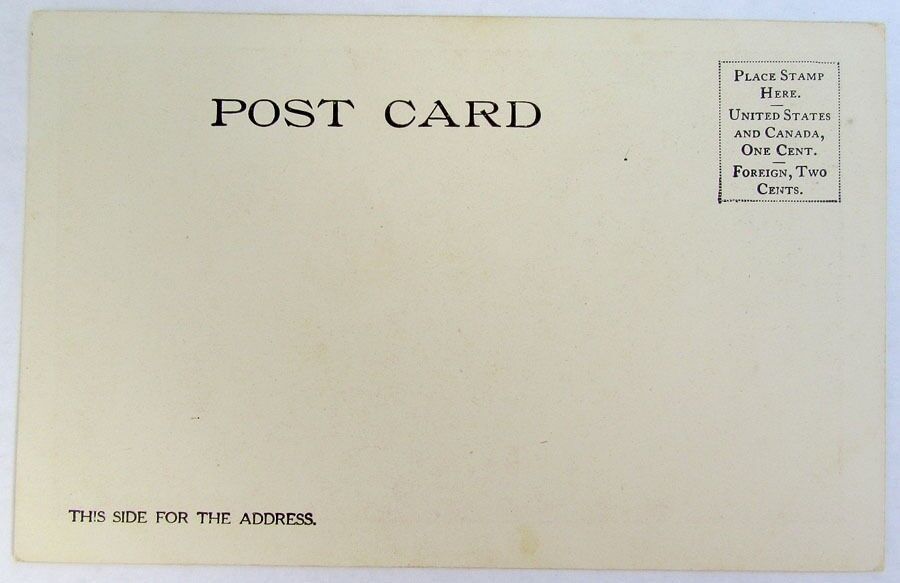 POST CARD
PLACE STAMP
HERE.
UNITED STATES
AND CANADA,
ONE CENT.
FOREIGN, TWO
CENTS.
THIS SIDE FOR THE ADDRESS.